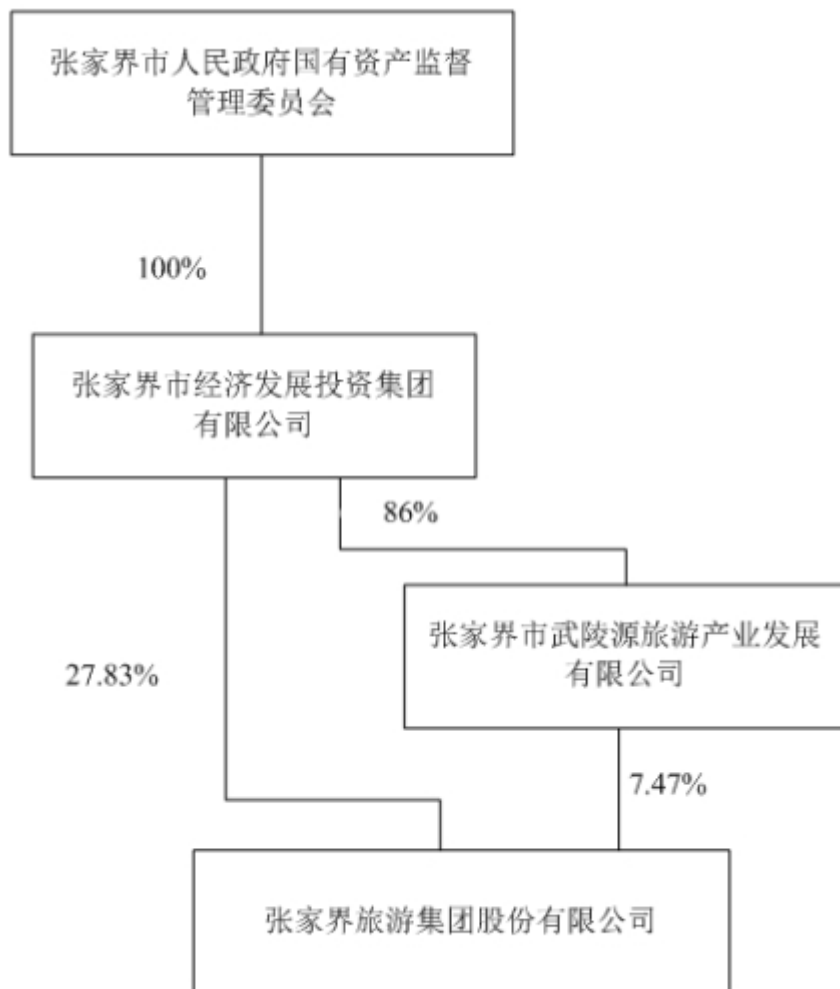 张家界市人民政府国有资产监督
管理委员会
100%
张家界市经济发展投资集团
有限公司
86%
张家界市武陵源旅游产业发展
有限公司
27.83%
7.47%
张家界旅游集团股份有限公司